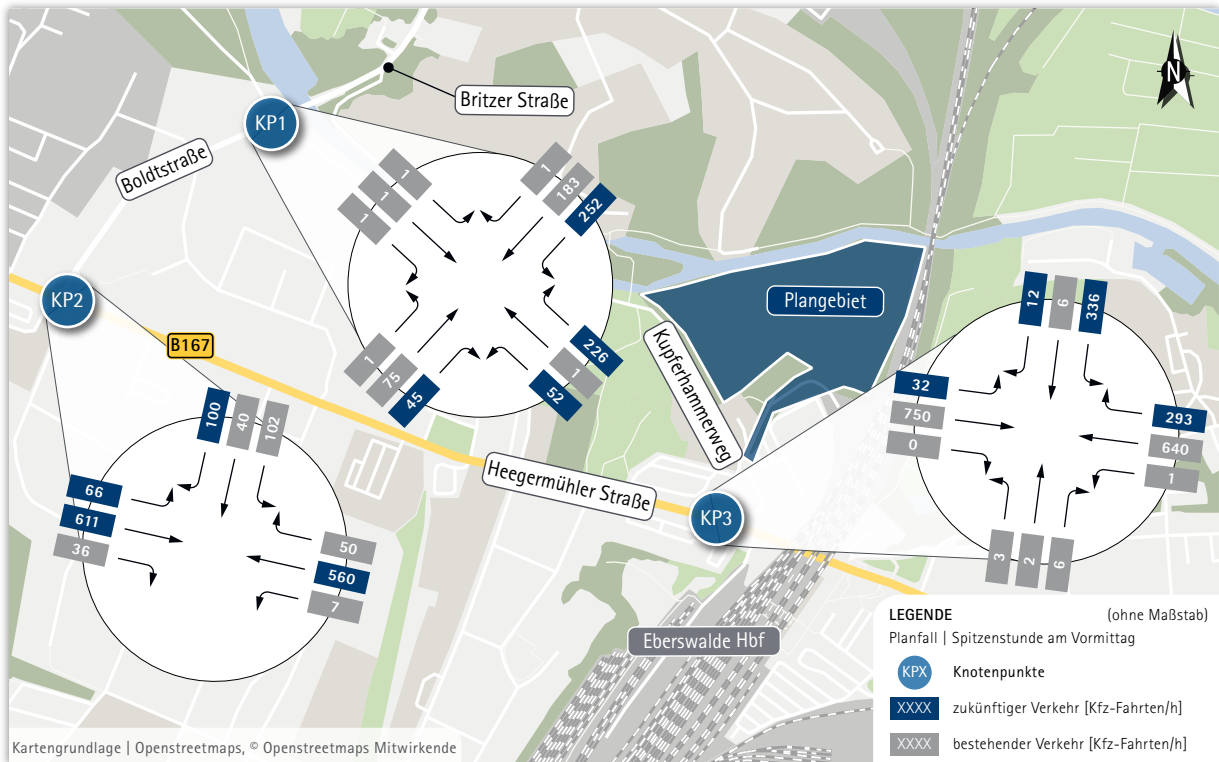 N
Britzer Straße
KP1
Boldtstraße
1
1
1
1
183
252
1
75
45
226
1
52
KP2
B167
100
40
102
66
611
36
50
560
7
Plangebiet
Kupferhammerweg
Heegermühler Straße
KP3
12
6
336
32
750
0
293
640
1
3
2
6
Eberswalde Hbf
LEGENDE (ohne Maßstab)
Planfall | Spitzenstunde am Vormittag
KPX Knotenpunkte
XXXX zukünftiger Verkehr [Kfz-Fahrten/h]
XXXX bestehender Verkehr [Kfz-Fahrten/h]
Kartengrundlage | Openstreetmaps, © Openstreetmaps Mitwirkende